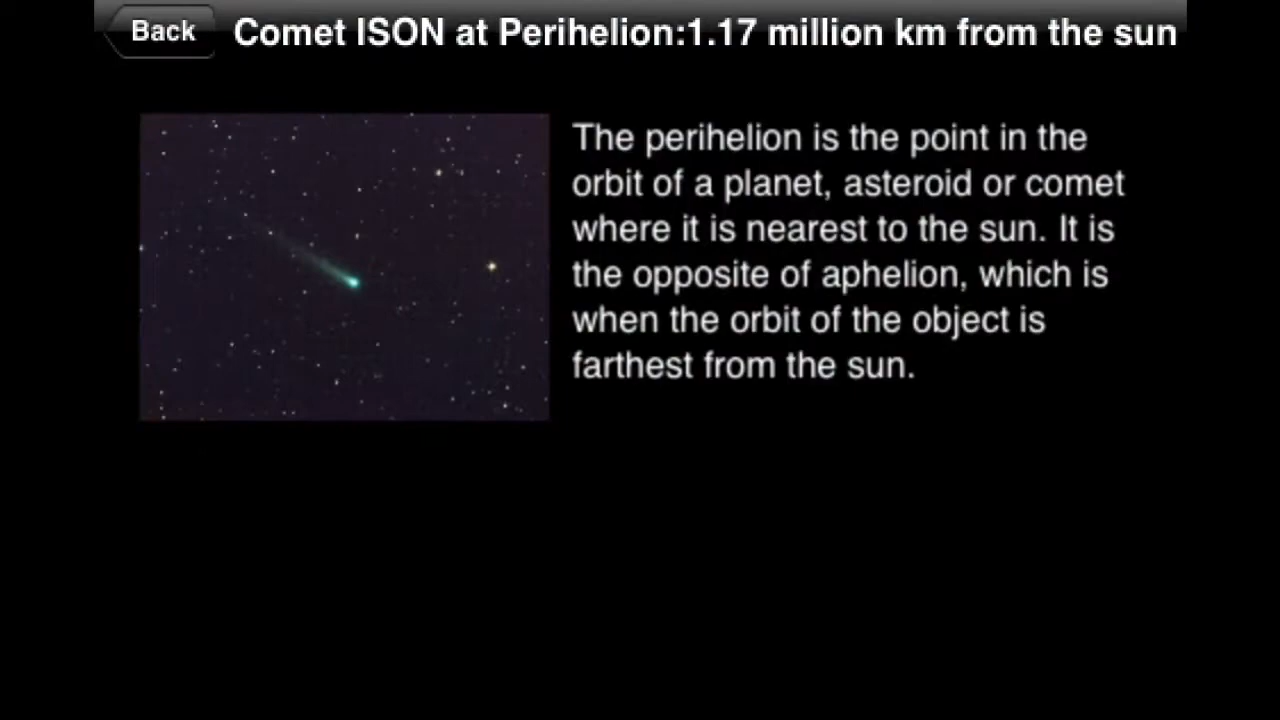 Back
Comet ISON at Perihelion:1.17 million km from the sun
The perihelion is the point in the
orbit of a planet, asteroid or comet
where it is nearest to the sun. It is
the opposite of aphelion, which is
when the orbit of the object is
farthest from the sun.